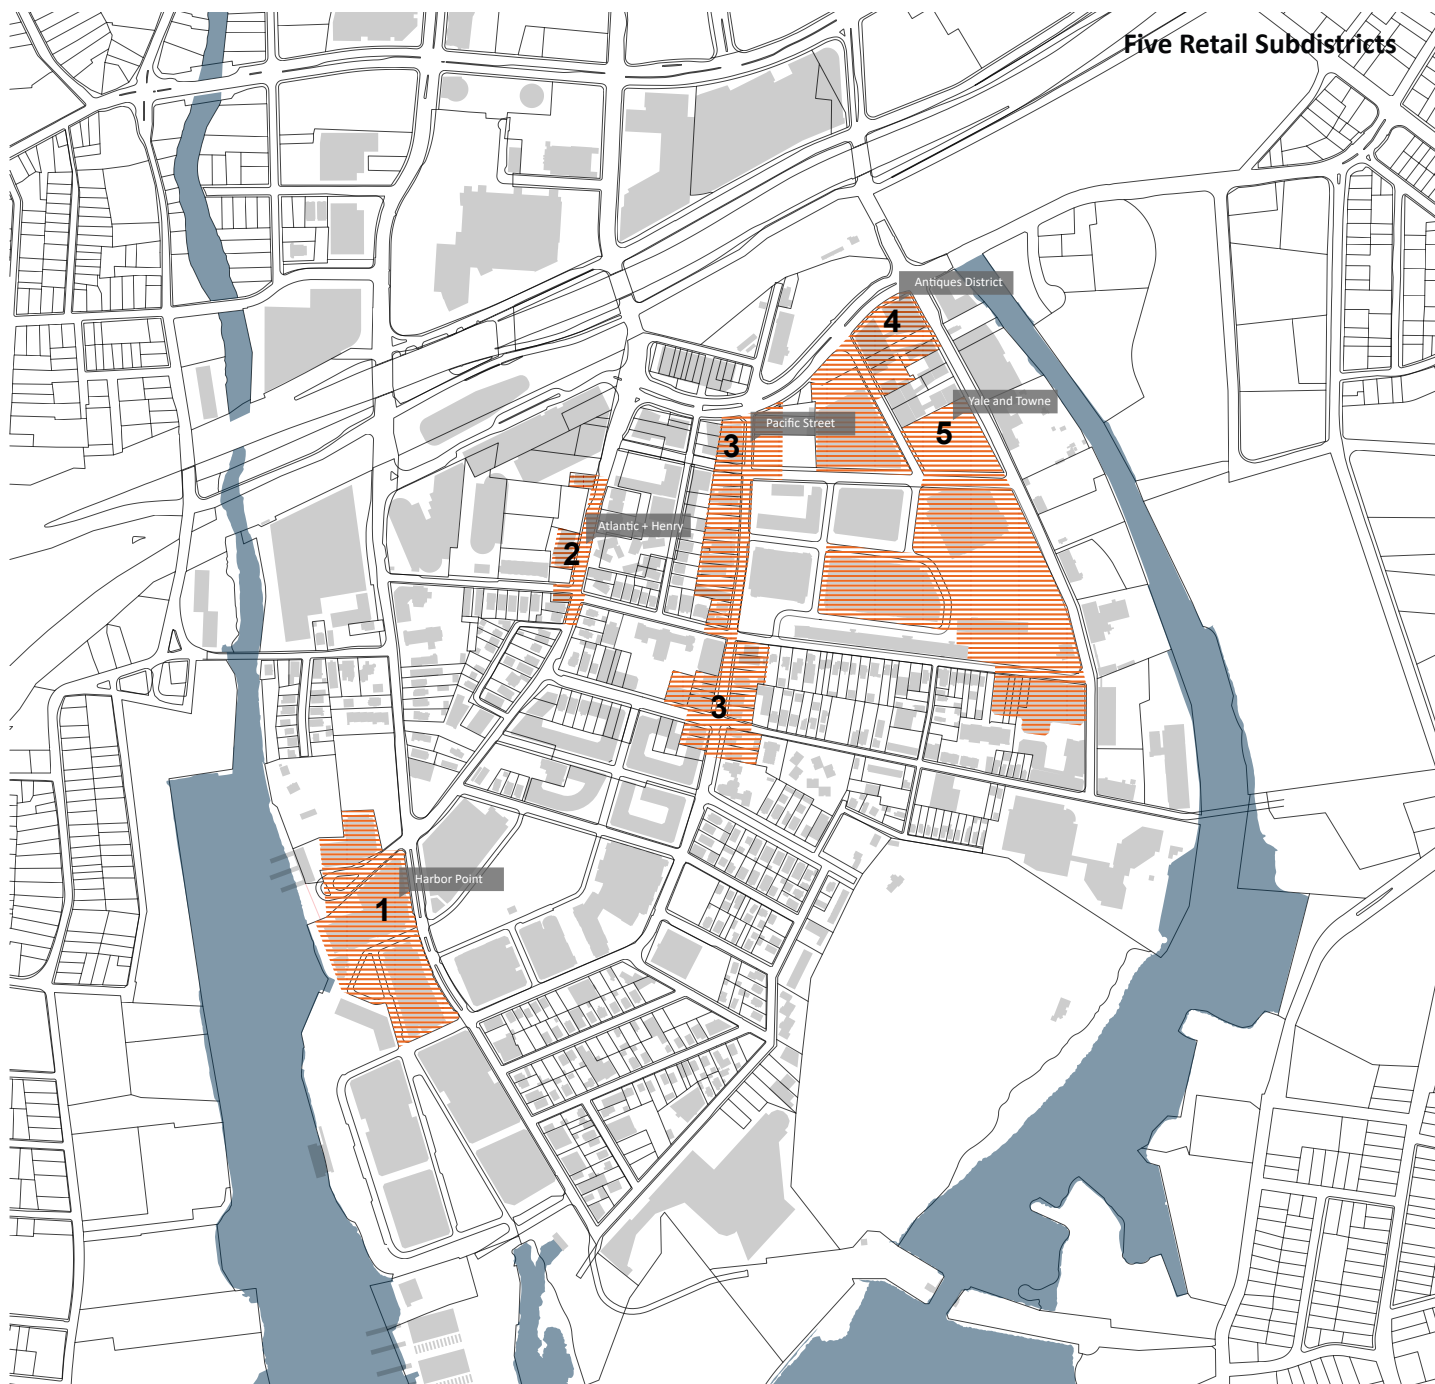 Five Retail Subdistricts
Antiques District
4
Yale and Towne
5
Pacific Street
3
Atlantic + Henry
2
3
Harbor Point
1